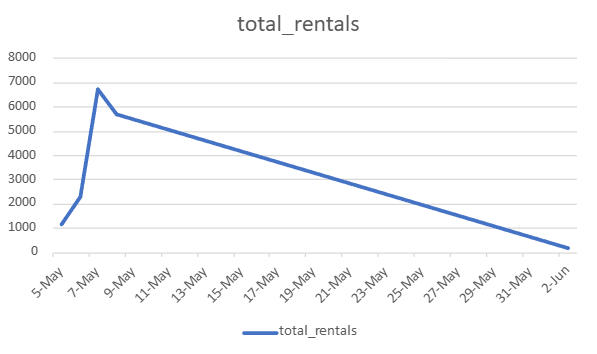 total_rentals
8000
7000
6000
5000
4000
3000
2000
1000
0
5-May
7-May
9-May
11-May
13-May
15-May
17-May
19-May
21-May
23-May
25-May
27-May
29-May
31-May
2-Jun
total_rentals